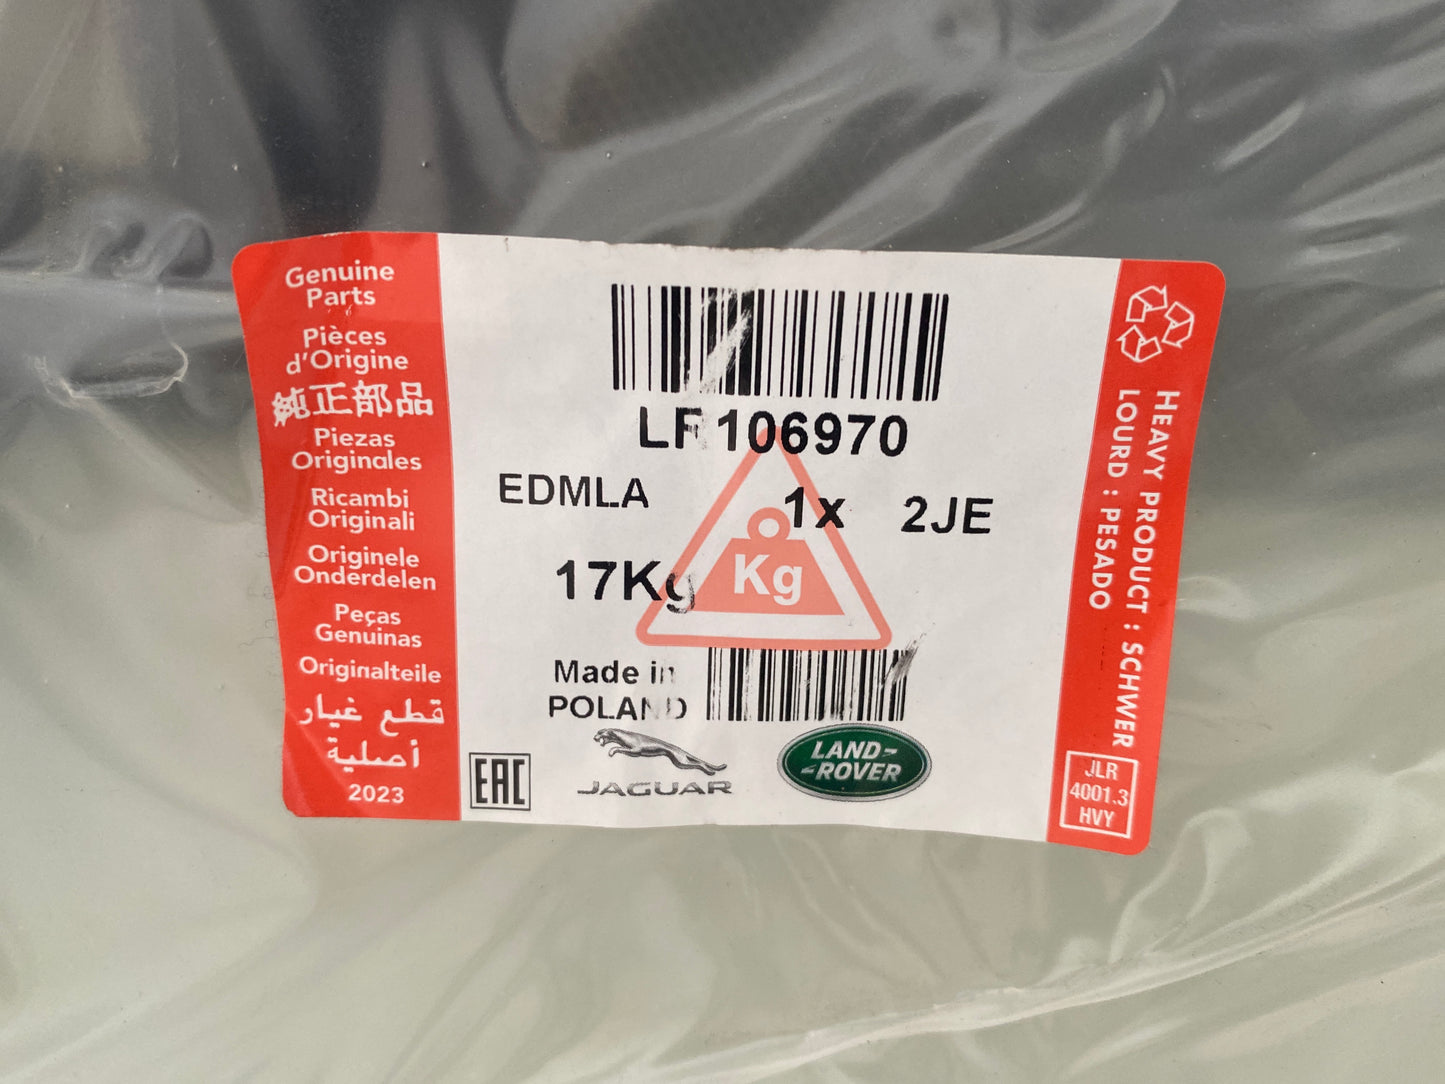 Genuine
Parts
Pièces
d'Origine
純正部品
Piezas
Originales
Ricambi
Originali
Originele
Onderdelen
Peças
Genuinas
Originalteile
قطع غيار
أصلية
2023
LR106970
EDMLA 1x 2JE
17Kg
Kg
Made in
POLAND
EAC
JAGUAR
LAND-
-ROVER
HEAVY PRODUCT : SCHWER
LOURD : PESADO
JLR
4001.3
HVY